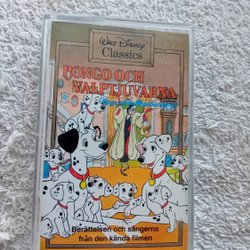 WALT DISNEY
Classics
PONGO OCH
VALPTJUVARNA
Berättelsen och sångerna
från den kända filmen